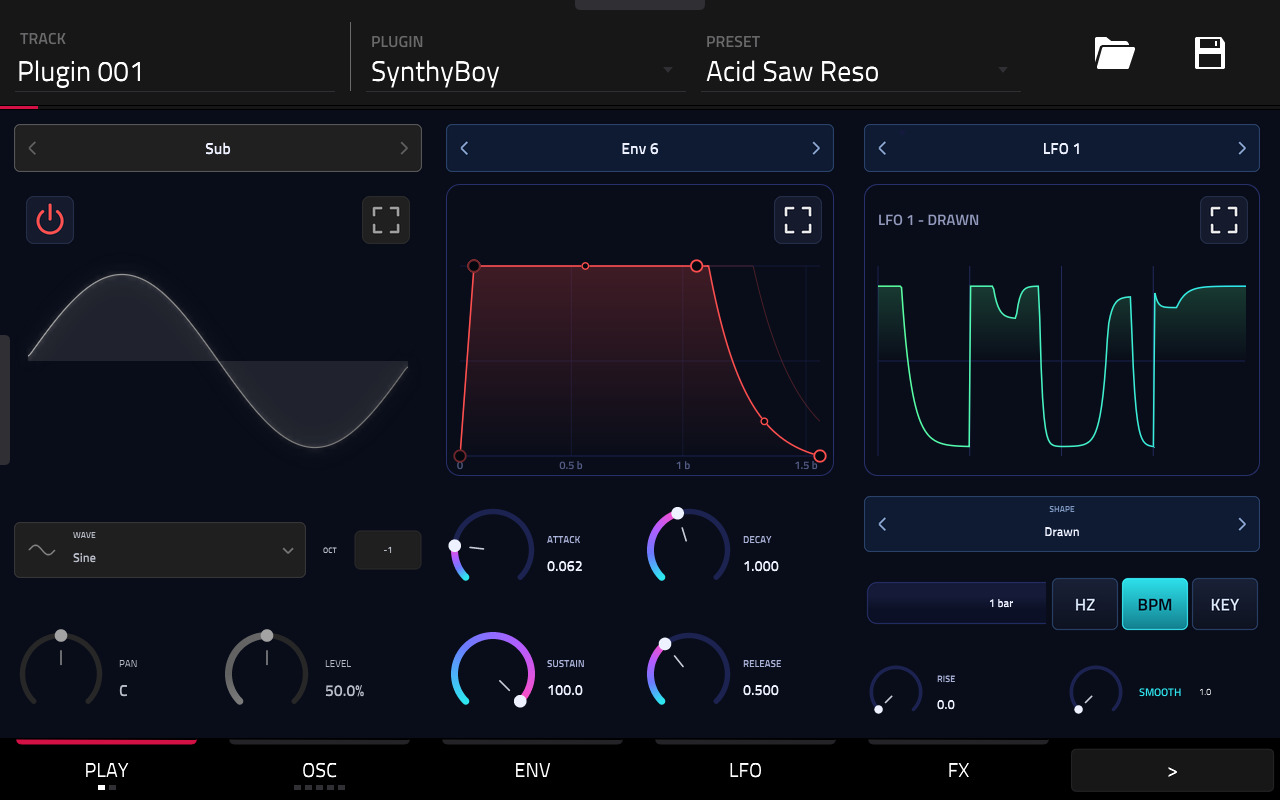 TRACK
Plugin 001
PLUGIN
SynthyBoy
PRESET
Acid Saw Reso
Sub
Env 6
LFO 1
LFO 1 - DRAWN
0
0.5 b
1 b
1.5 b
WAVE
Sine
OCT
-1
PAN
C
LEVEL
50.0%
ATTACK
0.062
DECAY
1.000
SUSTAIN
100.0
RELEASE
0.500
SHAPE
Drawn
1 bar
HZ
BPM
KEY
RISE
0.0
SMOOTH 1.0
PLAY
OSC
ENV
LFO
FX
>